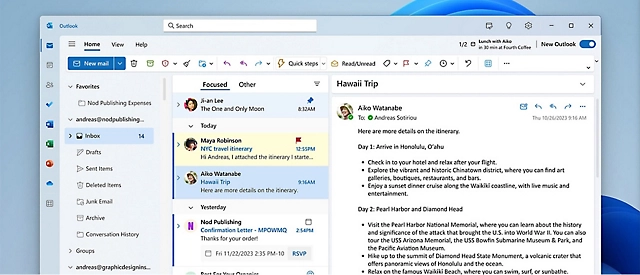 Outlook
Search
Home
View
Help
1/2
Lunch with Aiko
in 30 min at Fourth Coffee
New Outlook
New mail
Quick steps
Read/Unread
Favorites
Nod Publishing Expenses
andreas@nodpublishing...
Inbox 14
Drafts
Sent Items
Deleted Items
Junk Email
Archive
Conversation History
Groups
andreas@graphicdesignins...
Focused
Other
Ji-an Lee
The One and Only Moon 8:32AM
Today
Maya Robinson
NYC travel itinerary 12:55PM
Hi Andreas, I attached the itinerary I starte...
Aiko Watanabe
Hawaii Trip 9:16AM
Here are more details on the itinerary.
Yesterday
N
Nod Publishing
Confirmation Letter - MPOWMQ 2:54PM
Thanks for your order!
Fri 11/22/2023 2:35 PM-10
RSVP
Hawaii Trip
Aiko Watanabe
To: Andreas Sotiriou
Thu 10/26/2023 9:16 AM
Here are more details on the itinerary.
Day 1: Arrive in Honolulu, O'ahu
Check in to your hotel and relax after your flight.
Explore the vibrant and historic Chinatown district, where you can find art
galleries, boutiques, restaurants, and bars.
Enjoy a sunset dinner cruise along the Waikiki coastline, with live music and
entertainment.
Day 2: Pearl Harbor and Diamond Head
Visit the Pearl Harbor National Memorial, where you can learn about the
history and significance of the attack that brought the U.S. into World War II. You can also
tour the USS Arizona Memorial, the USS Bowfin Submarine Museum & Park, and
the Pacific Aviation Museum.
Hike up to the summit of Diamond Head State Monument, a volcanic crater that
offers panoramic views of Honolulu and the ocean.
Relax on the famous Waikiki Beach, where you can swim, surf, or sunbathe.